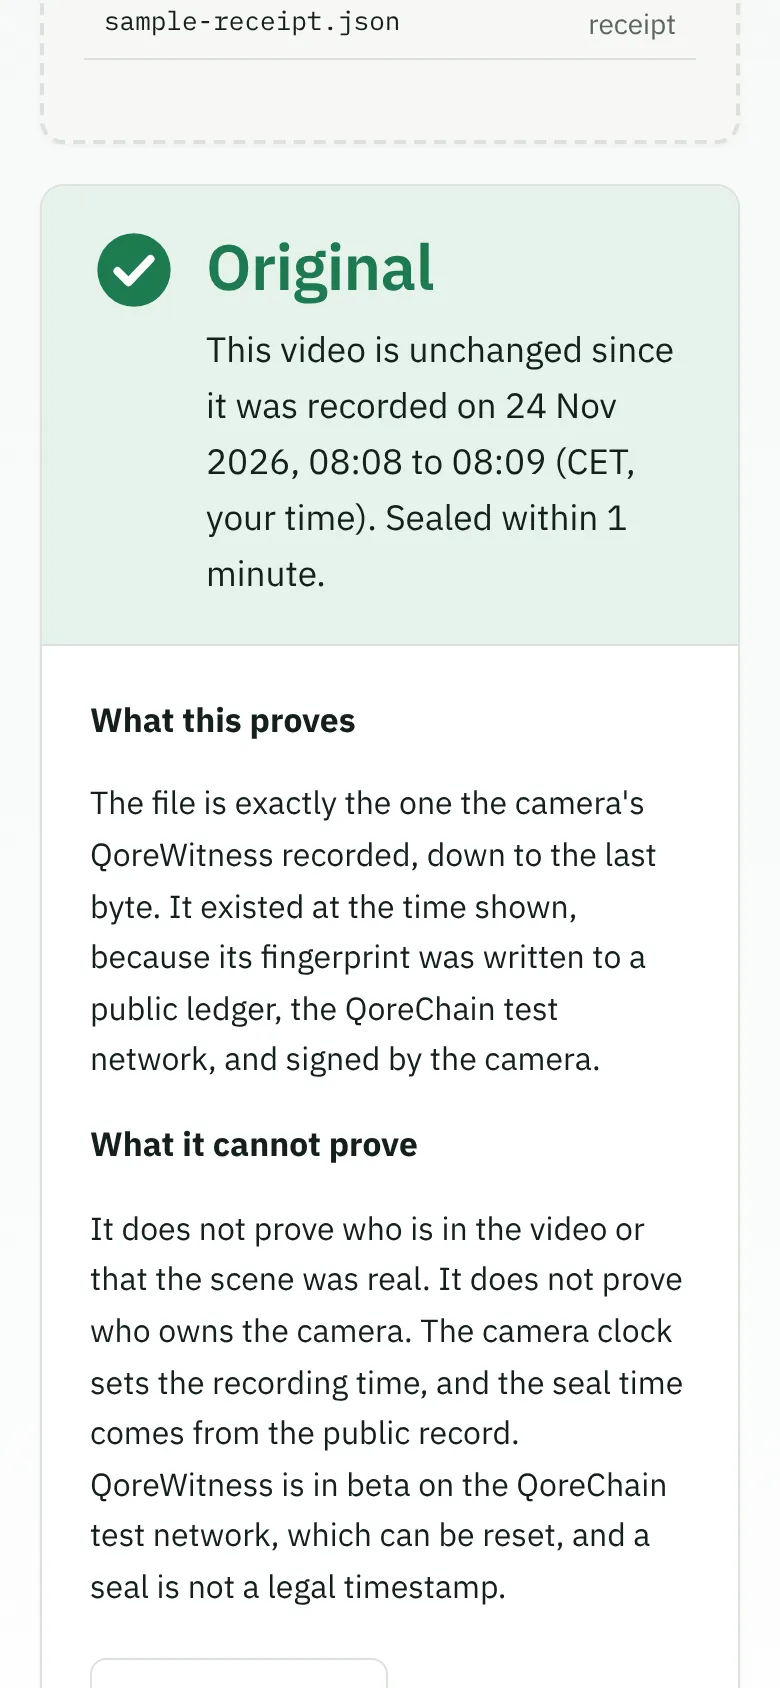 sample-receipt.json
receipt
Original
This video is unchanged since
it was recorded on 24 Nov
2026, 08:08 to 08:09 (CET,
your time). Sealed within 1
minute.
What this proves
The file is exactly the one the camera's
QoreWitness recorded, down to the last
byte. It existed at the time shown,
because its fingerprint was written to a
public ledger, the QoreChain test
network, and signed by the camera.
What it cannot prove
It does not prove who is in the video or
that the scene was real. It does not prove
who owns the camera. The camera clock
sets the recording time, and the seal time
comes from the public record.
QoreWitness is in beta on the QoreChain
test network, which can be reset, and a
seal is not a legal timestamp.